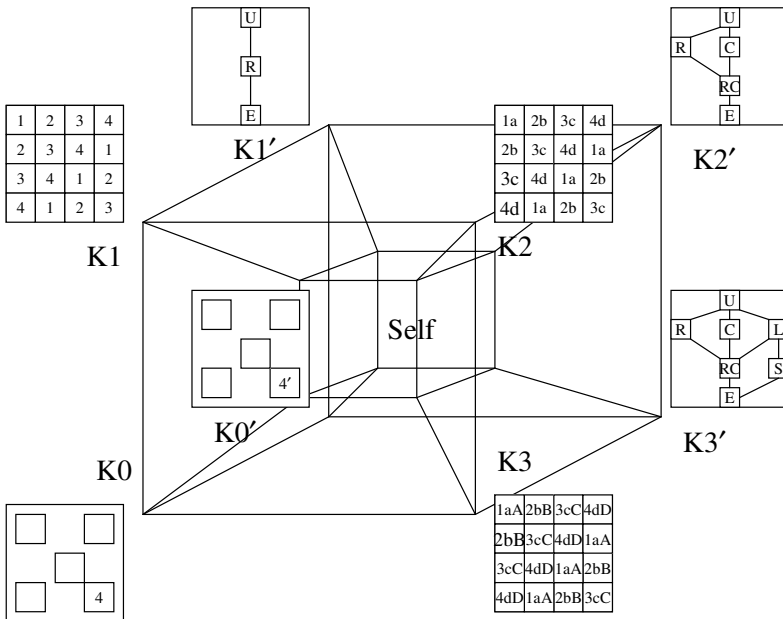 U
R
E
K1′
U
R
C
RC
E
K2′
1 2 3 4
2 3 4 1
3 4 1 2
4 1 2 3
K1
1a 2b 3c 4d
2b 3c 4d 1a
3c 4d 1a 2b
4d 1a 2b 3c
K2
Self
4′
K0′
U
R C L
RC S
E
K3′
K0
4
K3
1aA 2bB 3cC 4dD
2bB 3cC 4dD 1aA
3cC 4dD 1aA 2bB
4dD 1aA 2bB 3cC